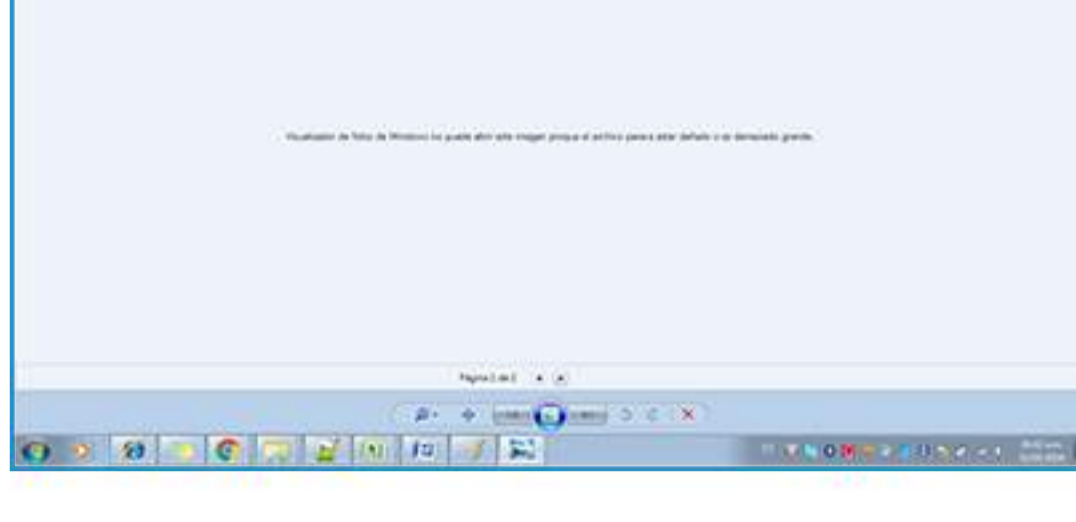 Visualizador de fotos de Windows no puede abrir esta imagen porque el archivo parece estar dañado o es demasiado grande.
Página 2 de 2